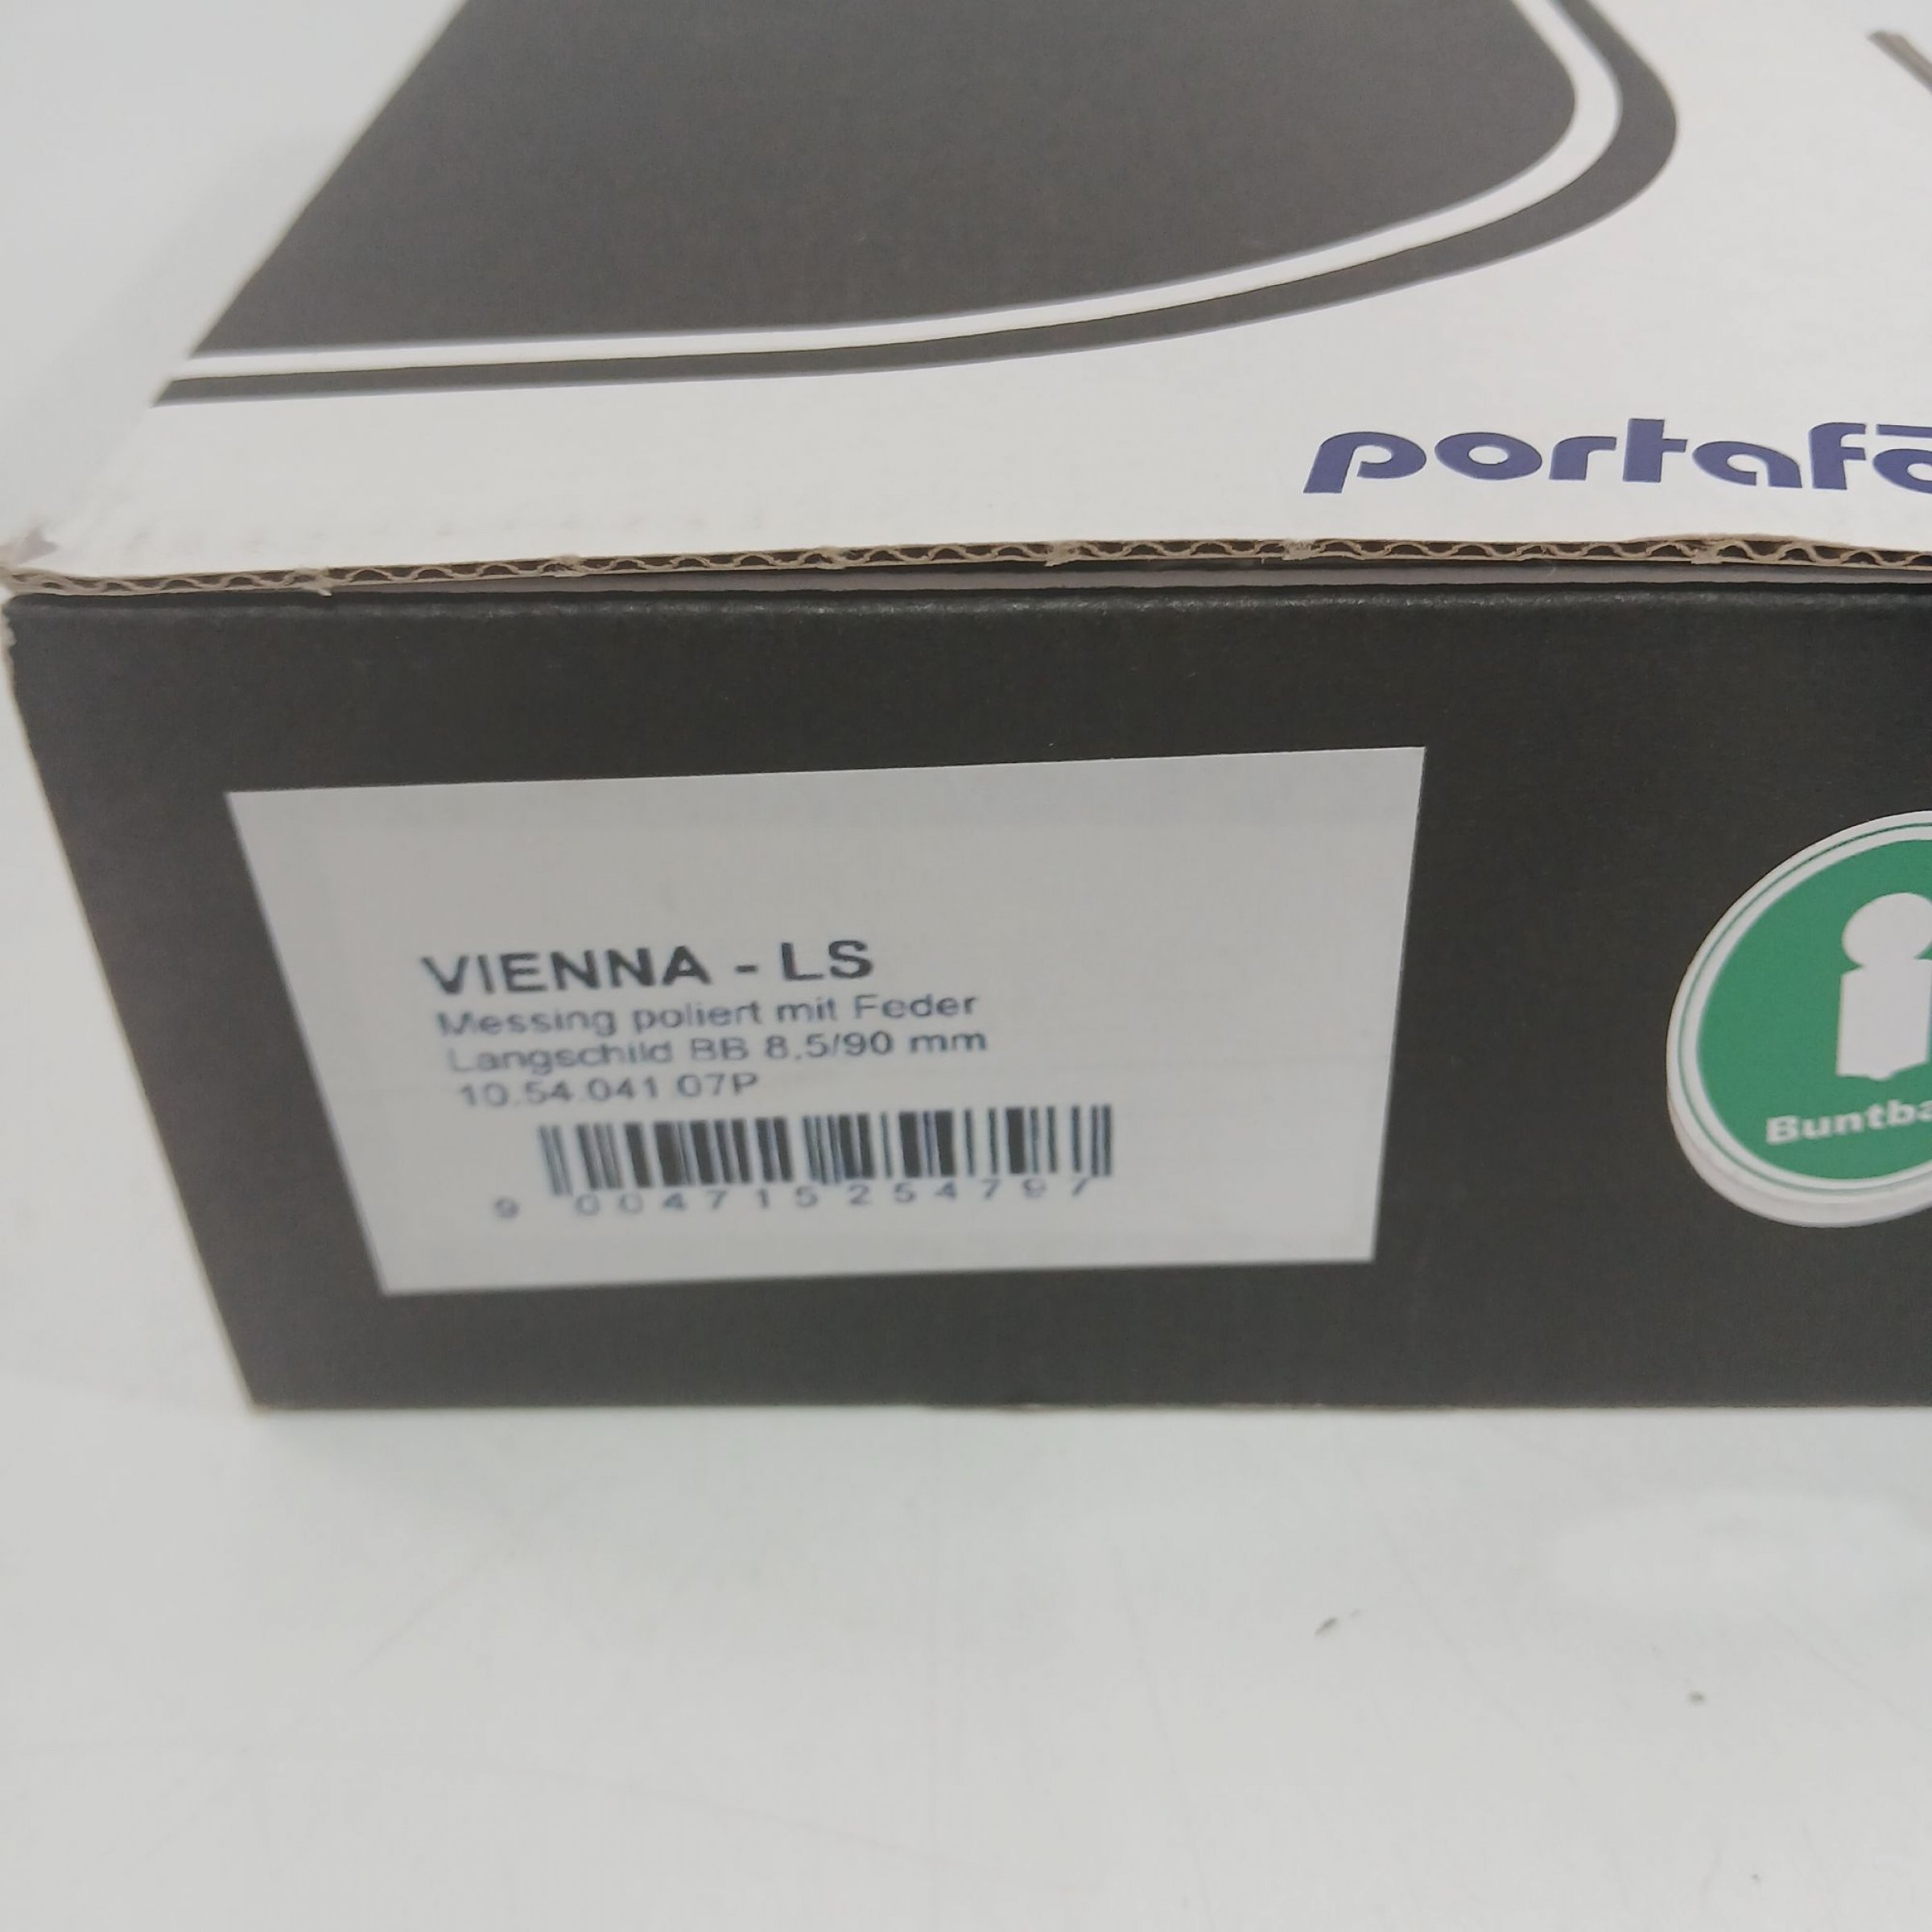 portafo
VIENNA - LS
Messing poliert mit Feder
Langschild BB 8,5/90 mm
10.54.041.07P
9 004715 254797
Buntba